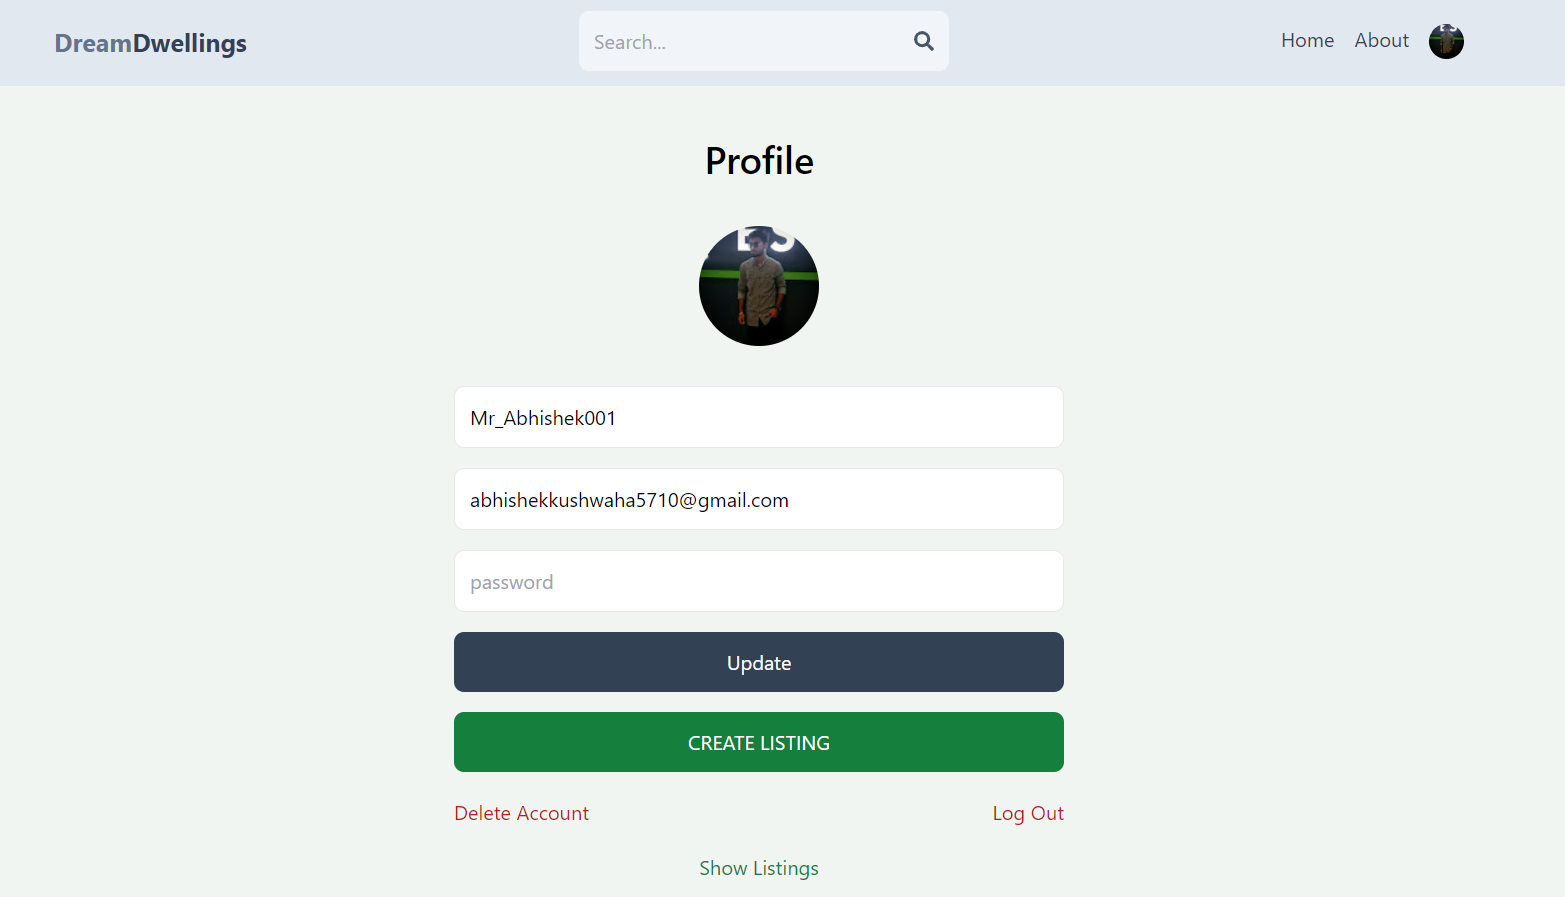 DreamDwellings
Search...
Home
About
Profile
ES
Mr_Abhishek001
abhishekkushwaha5710@gmail.com
password
Update
CREATE LISTING
Delete Account
Log Out
Show Listings